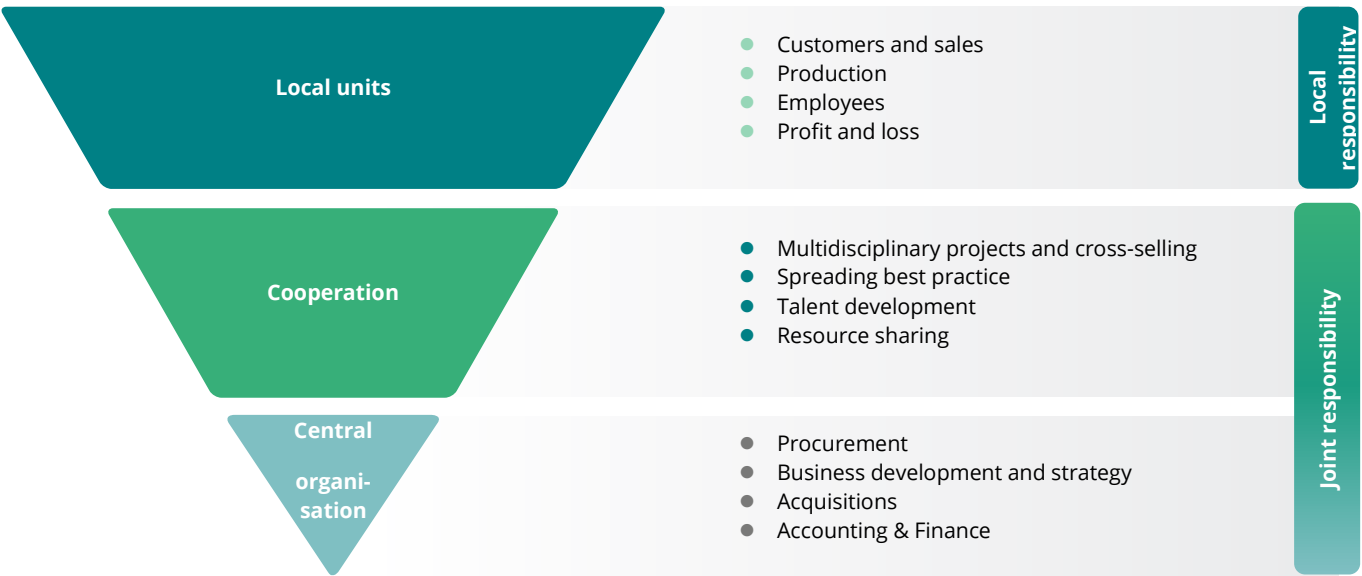 Local units
Customers and sales
Production
Employees
Profit and loss
Local
responsibility
Cooperation
Multidisciplinary projects and cross-selling
Spreading best practice
Talent development
Resource sharing
Joint responsibility
Central
organi-
sation
Procurement
Business development and strategy
Acquisitions
Accounting & Finance